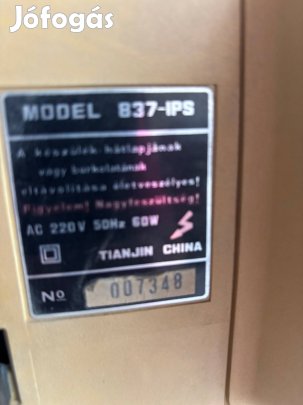 Jófogás
MODEL 837-IPS
A készülék hátlapjának
vagy burkolatának
eltávolítása életveszélyes!
Figyelem! Nagyfeszültség!
AC 220V 50Hz 60W
TIANJIN CHINA
No 007348